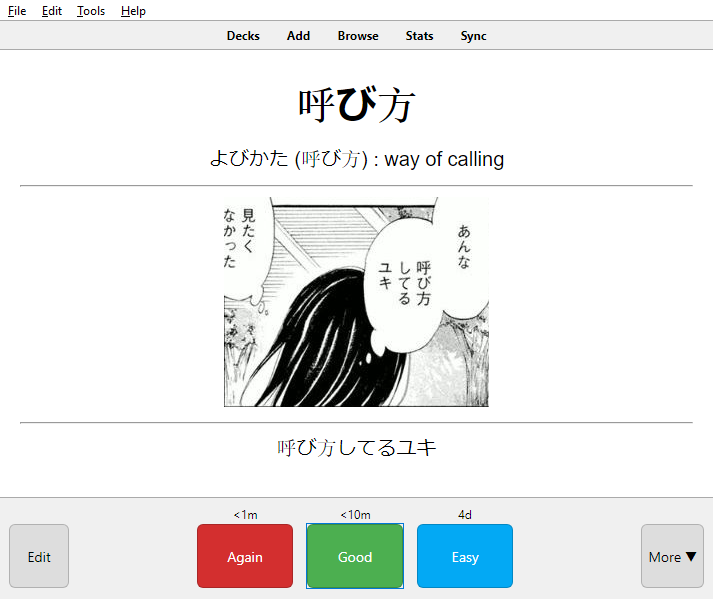 File Edit Tools Help
Decks Add Browse Stats Sync
呼び方
よびかた (呼び方) : way of calling
あんな
呼び方
してる
ユキ
見たく
なかった
呼び方してるユキ
<1m <10m 4d
Edit Again Good Easy More ▼